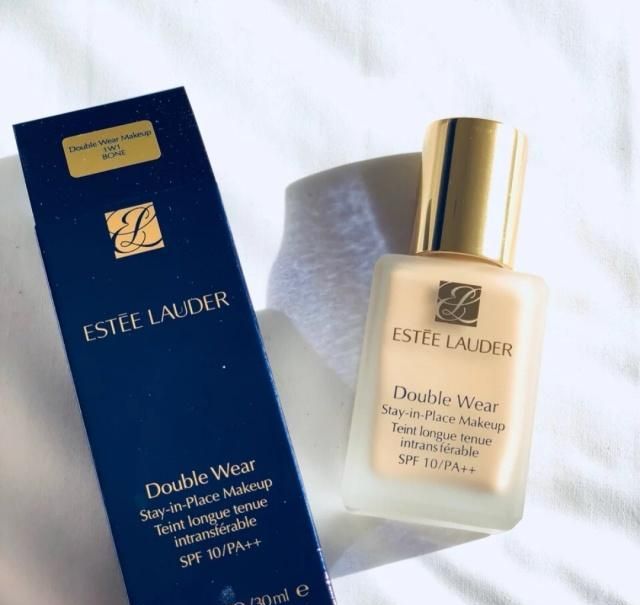 Double Wear Makeup
1W1
BONE
ESTĒE LAUDER
Double Wear
Stay-in-Place Makeup
Teint longue tenue
intransférable
SPF 10/PA++
/30ml e
ESTĒE LAUDER
Double Wear
Stay-in-Place Makeup
Teint longue tenue
intransférable
SPF 10/PA++